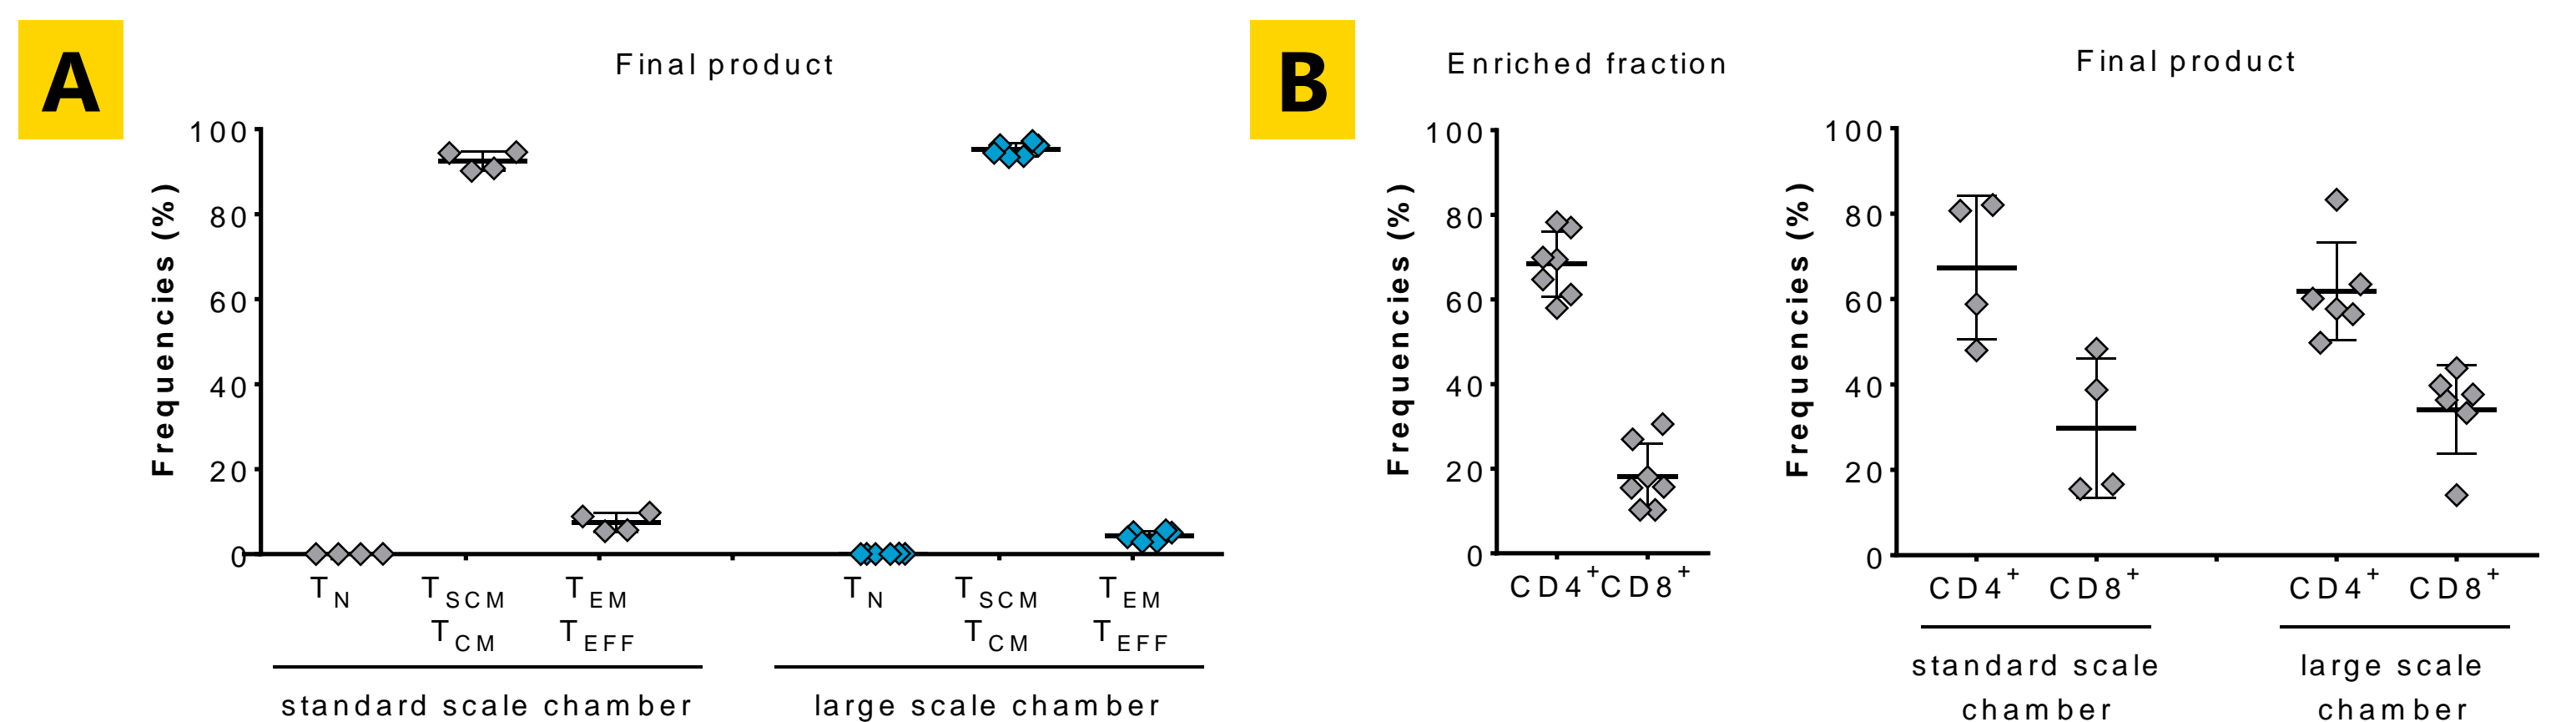 A
Final product
Frequencies (%)
100
80
60
40
20
0
TN TSCM TEM TN TSCM TEM
TCM TEFF TCM TEFF
standard scale chamber large scale chamber
B
Enriched fraction
Frequencies (%)
100
80
60
40
20
0
CD4+ CD8+
Final product
Frequencies (%)
100
80
60
40
20
0
CD4+ CD8+ CD4+ CD8+
standard scale large scale
chamber chamber